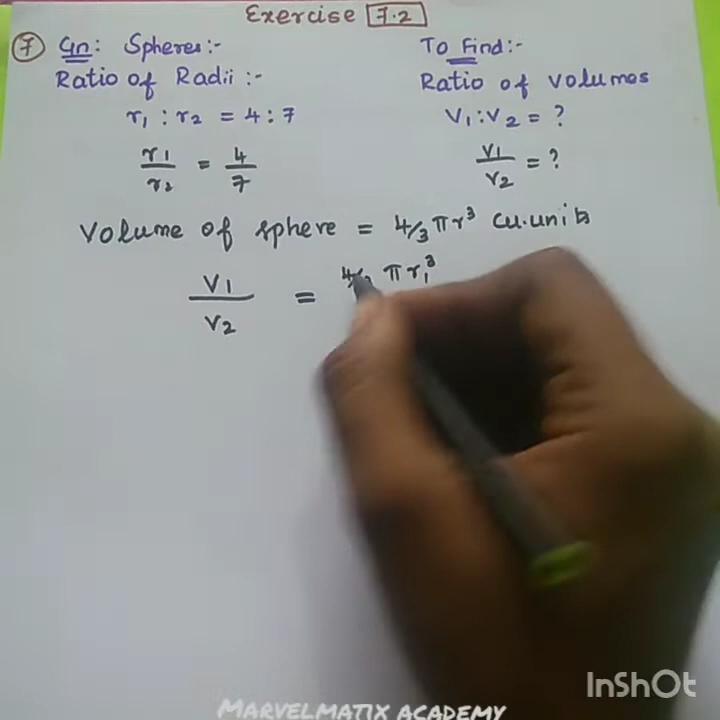 Exercise 7.2
7 Gn: Spheres:-
Ratio of Radii:-
r1 : r2 = 4 : 7
r1/r2 = 4/7
To Find:-
Ratio of volumes
V1 : V2 = ?
V1/V2 = ?
Volume of sphere = 4/3 πr³ cu.units
V1/V2 = 4/3 πr1³
InShOt
MARVELMATIX ACADEMY